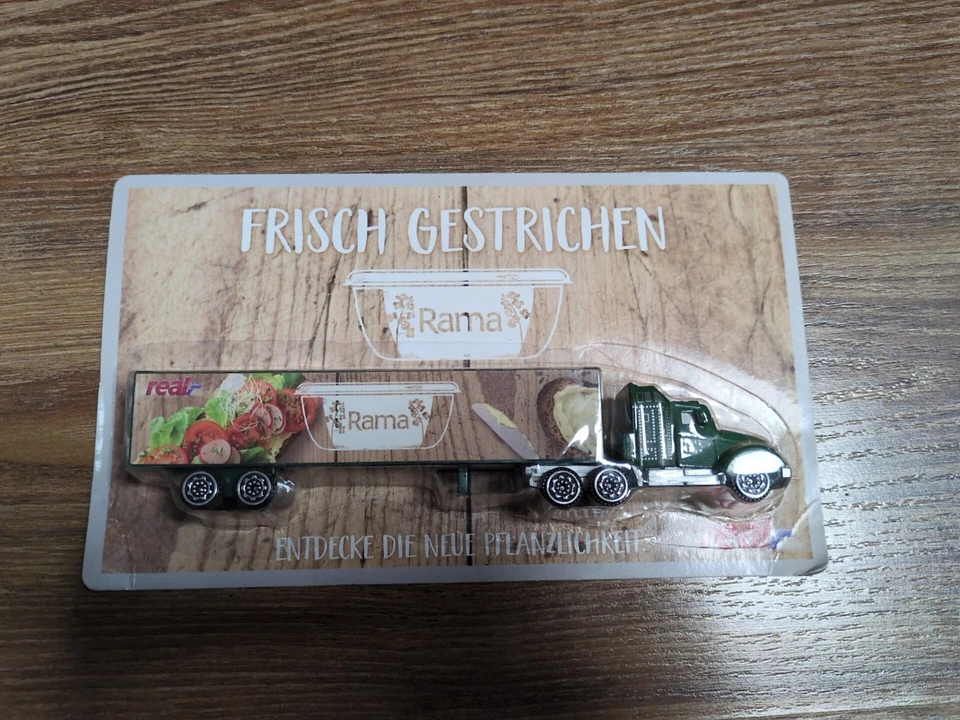 FRISCH GESTRICHEN
Rama
real,-
Rama
ENTDECKE DIE NEUE PFLANZLICHKEIT